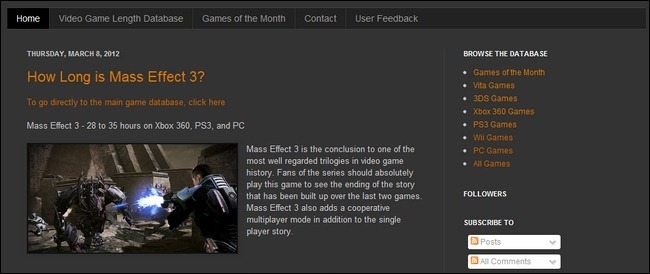 Home Video Game Length Database Games of the Month Contact User Feedback
THURSDAY, MARCH 8, 2012
How Long is Mass Effect 3?
To go directly to the main game database, click here
Mass Effect 3 - 28 to 35 hours on Xbox 360, PS3, and PC
Mass Effect 3 is the conclusion to one of the
most well regarded trilogies in video game
history. Fans of the series should absolutely
play this game to see the ending of the story
that has been built up over the last two games.
Mass Effect 3 also adds a cooperative
multiplayer mode in addition to the single
player story.
BROWSE THE DATABASE
Games of the Month
Vita Games
3DS Games
Xbox 360 Games
PS3 Games
Wii Games
PC Games
All Games
FOLLOWERS
SUBSCRIBE TO
Posts
All Comments